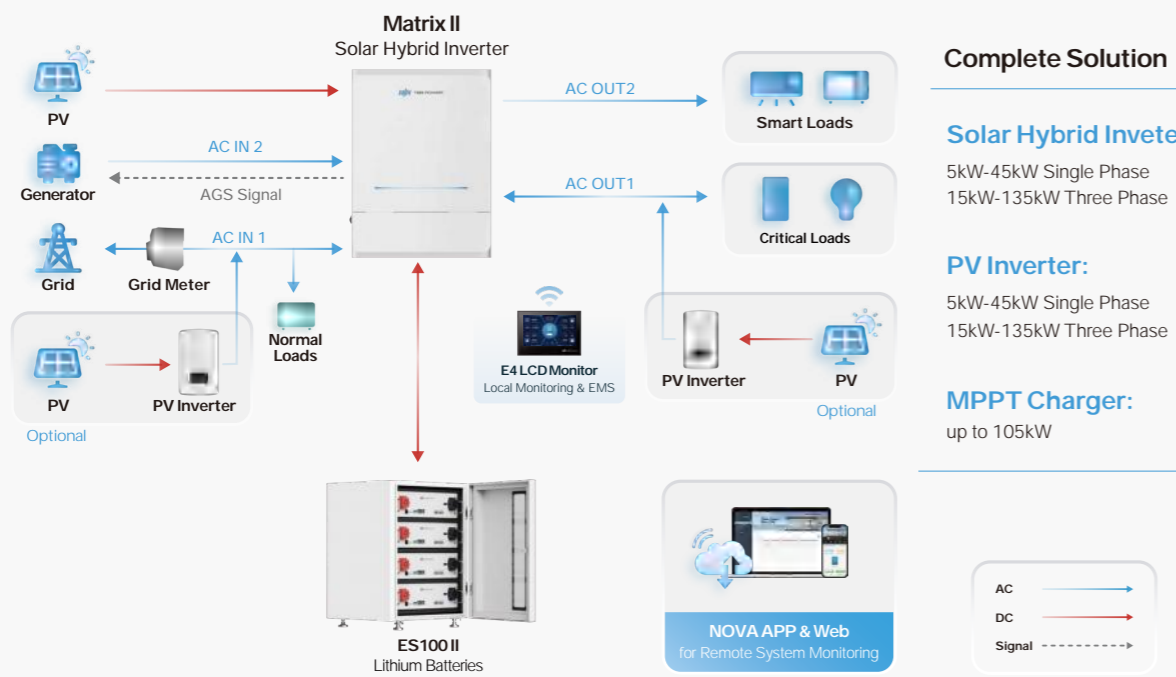 Matrix II
Solar Hybrid Inverter
PV
AC IN 2
Generator
AGS Signal
AC IN 1
Grid
Grid Meter
Normal
Loads
PV
PV Inverter
Optional
AC OUT2
Smart Loads
AC OUT1
Critical Loads
E4 LCD Monitor
Local Monitoring & EMS
PV Inverter
PV
Optional
ES100 II
Lithium Batteries
NOVA APP & Web
for Remote System Monitoring
Complete Solution
Solar Hybrid Invete
5kW-45kW Single Phase
15kW-135kW Three Phase
PV Inverter:
5kW-45kW Single Phase
15kW-135kW Three Phase
MPPT Charger:
up to 105kW
AC
DC
Signal